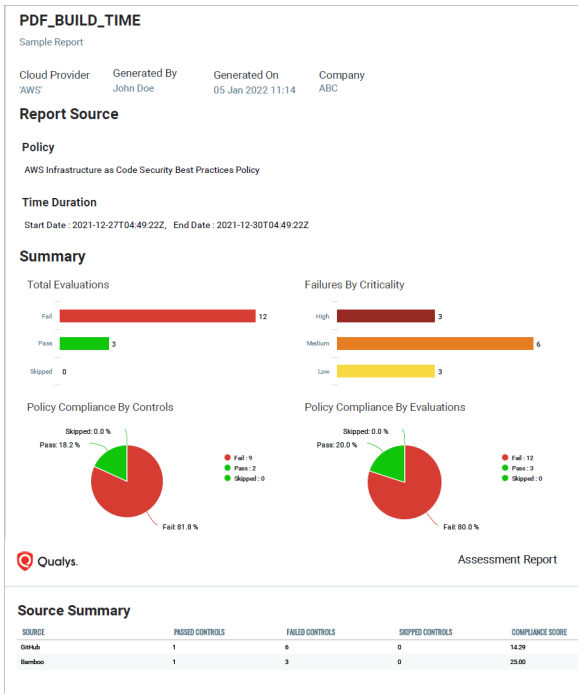 PDF_BUILD_TIME
Sample Report
Cloud Provider Generated By Generated On Company
'AWS' John Doe 05 Jan 2022 11:14 ABC
Report Source
Policy
AWS Infrastructure as Code Security Best Practices Policy
Time Duration
Start Date : 2021-12-27T04:49:22Z, End Date : 2021-12-30T04:49:22Z
Summary
Total Evaluations
Fail 12
Pass 3
Skipped 0
Failures By Criticality
High 3
Medium 6
Low 3
Policy Compliance By Controls
Skipped: 0.0 %
Pass: 18.2 %
Fail: 81.8 %
Fail : 9
Pass : 2
Skipped : 0
Policy Compliance By Evaluations
Skipped: 0.0 %
Pass: 20.0 %
Fail: 80.0 %
Fail : 12
Pass : 3
Skipped : 0
Qualys. Assessment Report
Source Summary
SOURCE PASSED CONTROLS FAILED CONTROLS SKIPPED CONTROLS COMPLIANCE SCORE
GitHub 1 6 0 14.29
Bamboo 1 3 0 25.00